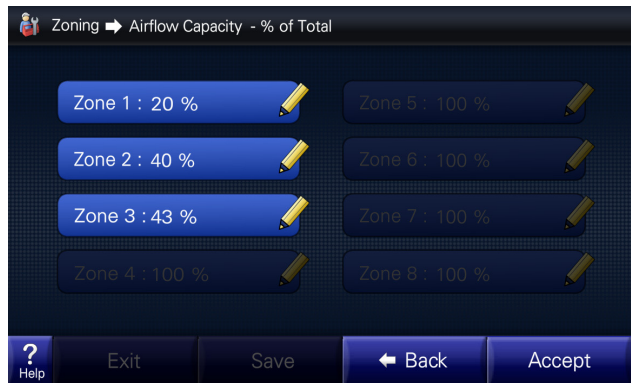 Zoning ➡ Airflow Capacity - % of Total
Zone 1 : 20 %
Zone 2 : 40 %
Zone 3 : 43 %
Zone 4 : 100 %
Zone 5 : 100 %
Zone 6 : 100 %
Zone 7 : 100 %
Zone 8 : 100 %
? Help
Exit
Save
⬅ Back
Accept